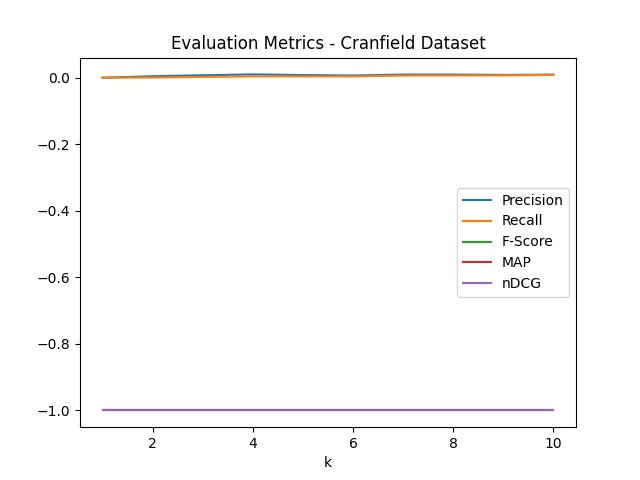 Evaluation Metrics - Cranfield Dataset
0.0
−0.2
−0.4
−0.6
−0.8
−1.0
Precision
Recall
F-Score
MAP
nDCG
2
4
6
8
10
k